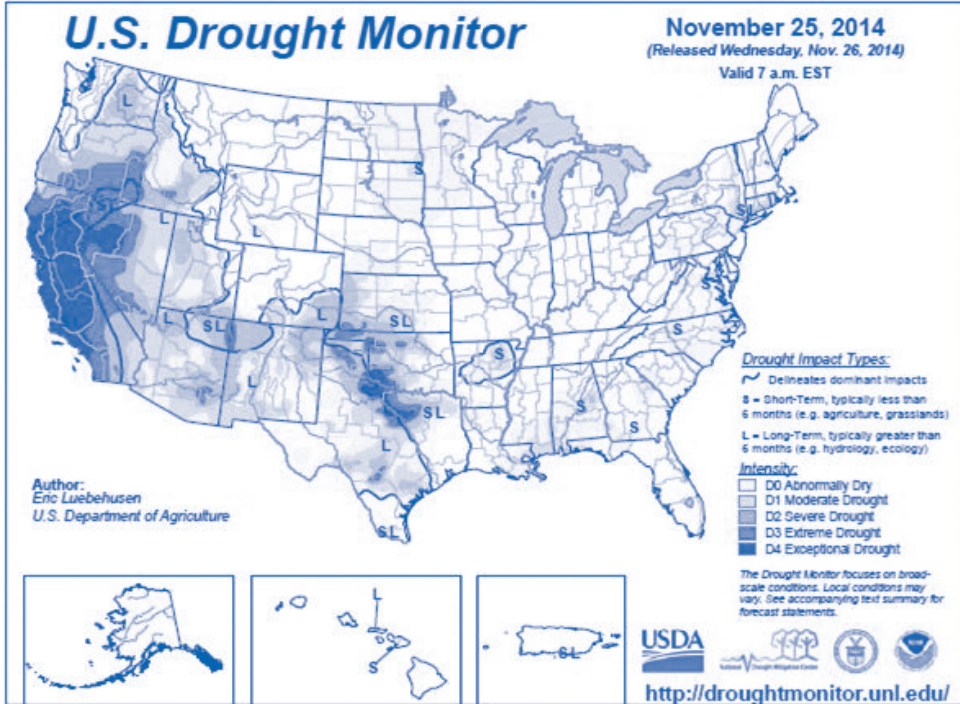 U.S. Drought Monitor
November 25, 2014
(Released Wednesday, Nov. 26, 2014)
Valid 7 a.m. EST
L
L
S
L
L
SL
S
L
SL
L
SL
S
S
L
SL
S
S
L
SL
Drought Impact Types:
Delineates dominant impacts
S = Short-Term, typically less than
6 months (e.g. agriculture, grasslands)
L = Long-Term, typically greater than
6 months (e.g. hydrology, ecology)
Intensity:
D0 Abnormally Dry
D1 Moderate Drought
D2 Severe Drought
D3 Extreme Drought
D4 Exceptional Drought
Author:
Eric Luebehusen
U.S. Department of Agriculture
The Drought Monitor focuses on broad-
scale conditions. Local conditions may
vary. See accompanying text summary for
forecast statements.
L
S
SL
USDA
National Drought Mitigation Center
http://droughtmonitor.unl.edu/